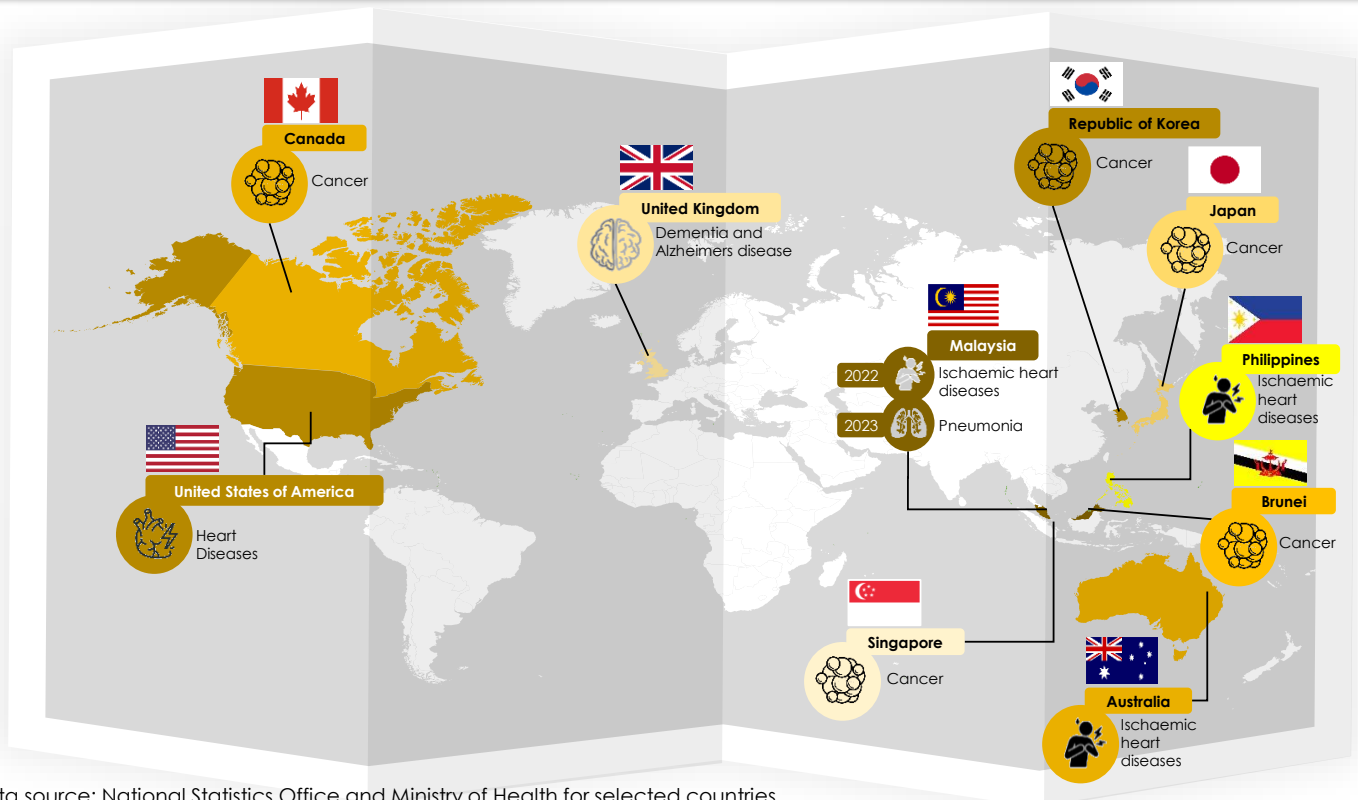 Canada
Cancer
United Kingdom
Dementia and
Alzheimers disease
Republic of Korea
Cancer
Japan
Cancer
Malaysia
2022
Ischaemic heart
diseases
2023
Pneumonia
Philippines
Ischaemic
heart
diseases
United States of America
Heart
Diseases
Brunei
Cancer
Singapore
Cancer
Australia
Ischaemic
heart
diseases
source: National Statistics Office and Ministry of Health for selected countries